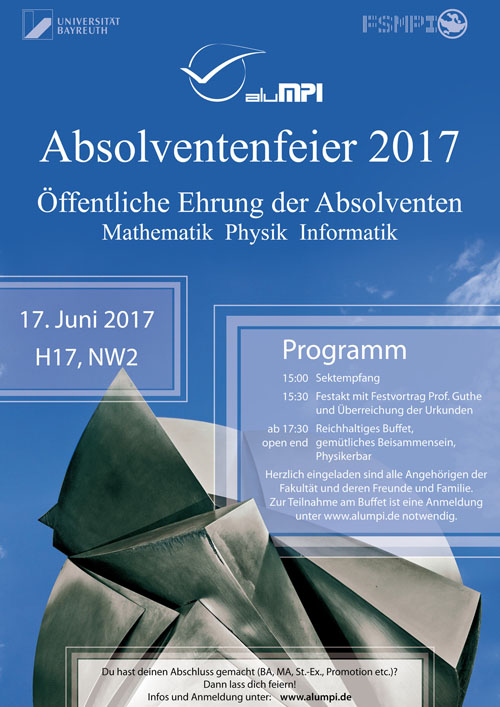 UNIVERSITÄT
BAYREUTH
FSMPI
aluMPI
Absolventenfeier 2017
Öffentliche Ehrung der Absolventen
Mathematik Physik Informatik
17. Juni 2017
H17, NW2
Programm
15:00 Sektempfang
15:30 Festakt mit Festvortrag Prof. Guthe
und Überreichung der Urkunden
ab 17:30 Reichhaltiges Buffet,
open end gemütliches Beisammensein,
Physikerbar
Herzlich eingeladen sind alle Angehörigen der
Fakultät und deren Freunde und Familie.
Zur Teilnahme am Buffet ist eine Anmeldung
unter www.alumpi.de notwendig.
Du hast deinen Abschluss gemacht (BA, MA, St.-Ex., Promotion etc.)?
Dann lass dich feiern!
Infos und Anmeldung unter: www.alumpi.de